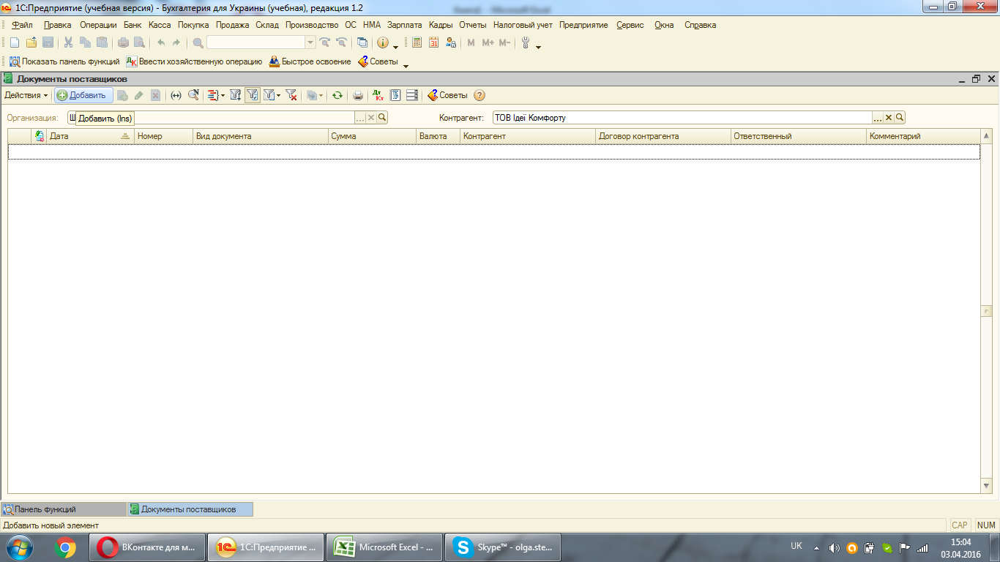 1С:Предприятие (учебная версия) - Бухгалтерия для Украины (учебная), редакция 1.2
Файл Правка Операции Банк Касса Покупка Продажа Склад Производство ОС НМА Зарплата Кадры Отчеты Налоговый учет Предприятие Сервис Окна Справка
M M+ M-
Показать панель функций Ввести хозяйственную операцию Быстрое освоение Советы
Документы поставщиков
Действия Добавить Советы
Организация: Ш Добавить (Ins) Контрагент: ТОВ Ідеї Комфорту
Дата Номер Вид документа Сумма Валюта Контрагент Договор контрагента Ответственный Комментарий
Панель функций Документы поставщиков
Добавить новый элемент CAP NUM
ВКонтакте для м... 1С:Предприятие ... Microsoft Excel - ... Skype™ - olga.ste... UK 15:04
03.04.2016